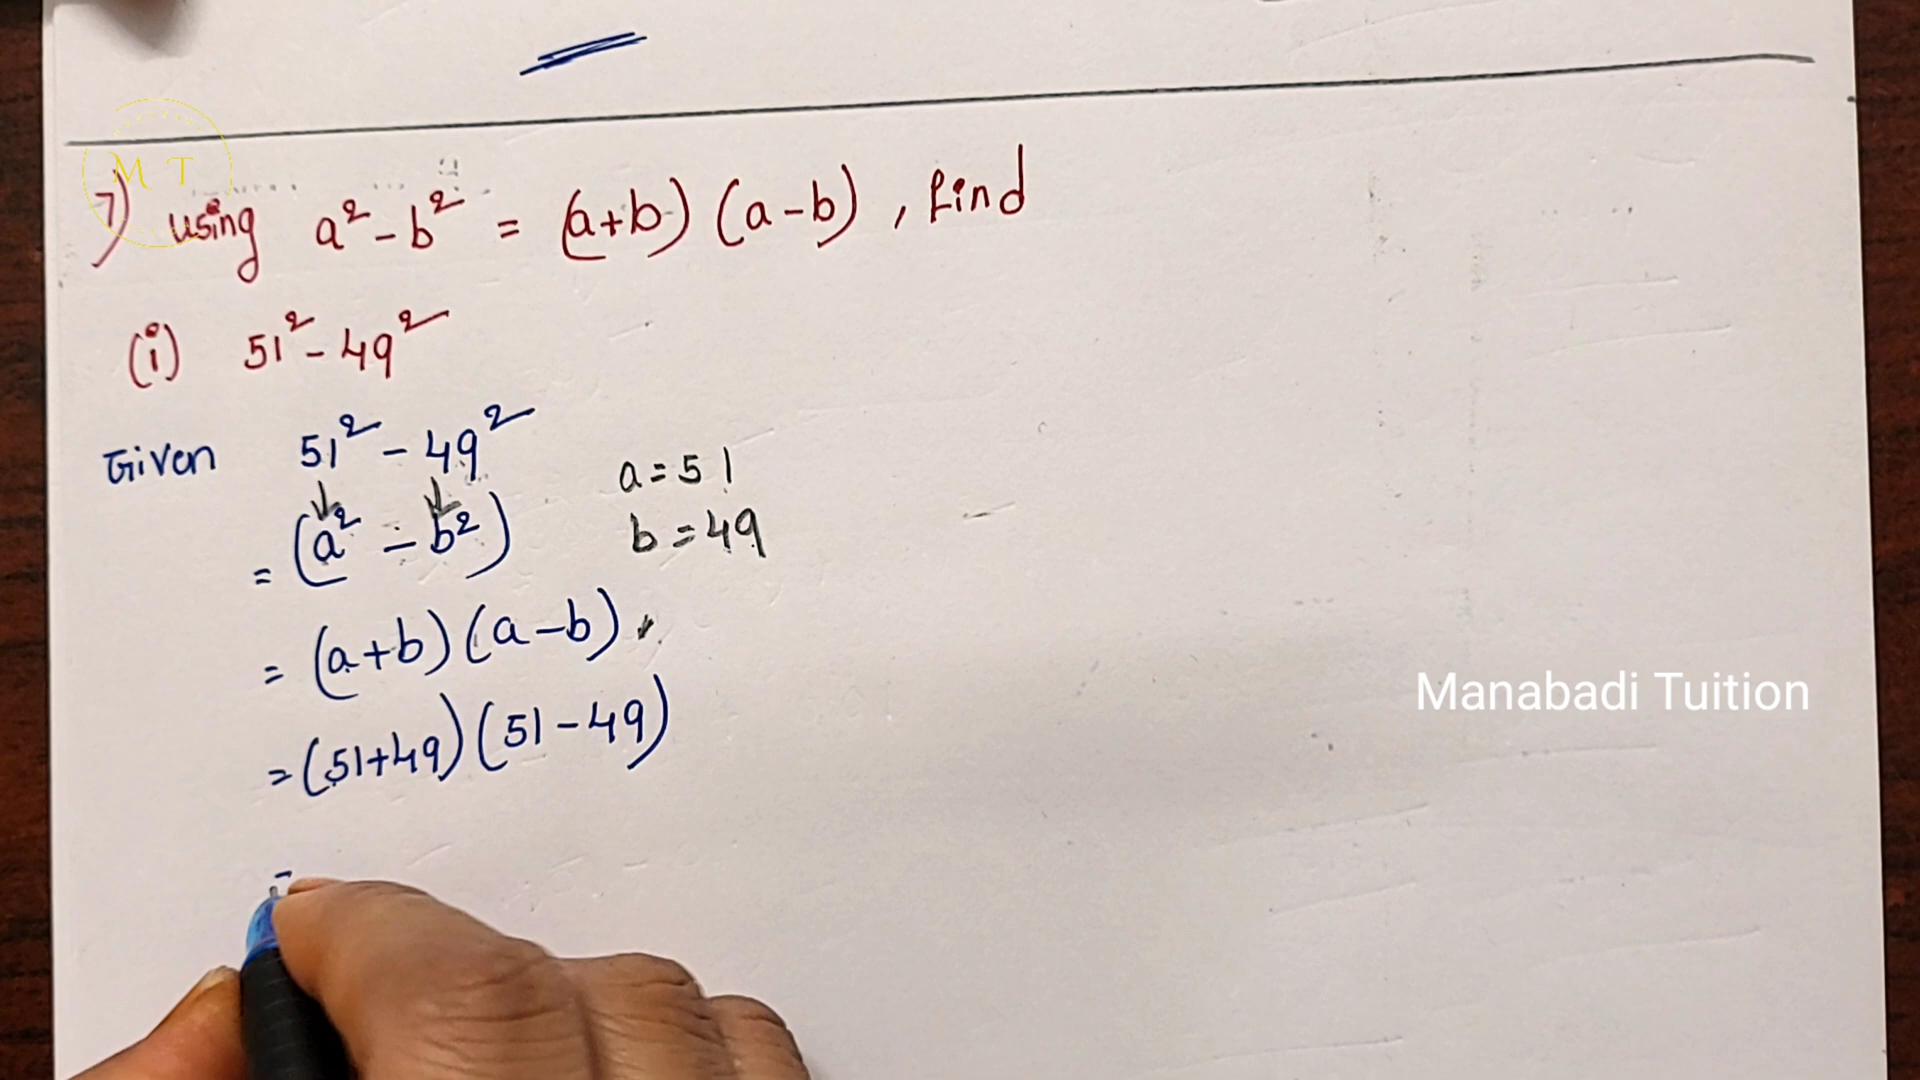 M T
7) using a² - b² = (a+b) (a-b), find
(i) 51² - 49²
Given 51² - 49²
= (a² - b²)
a = 51
b = 49
= (a+b) (a-b)
= (51+49) (51-49)
=
Manabadi Tuition